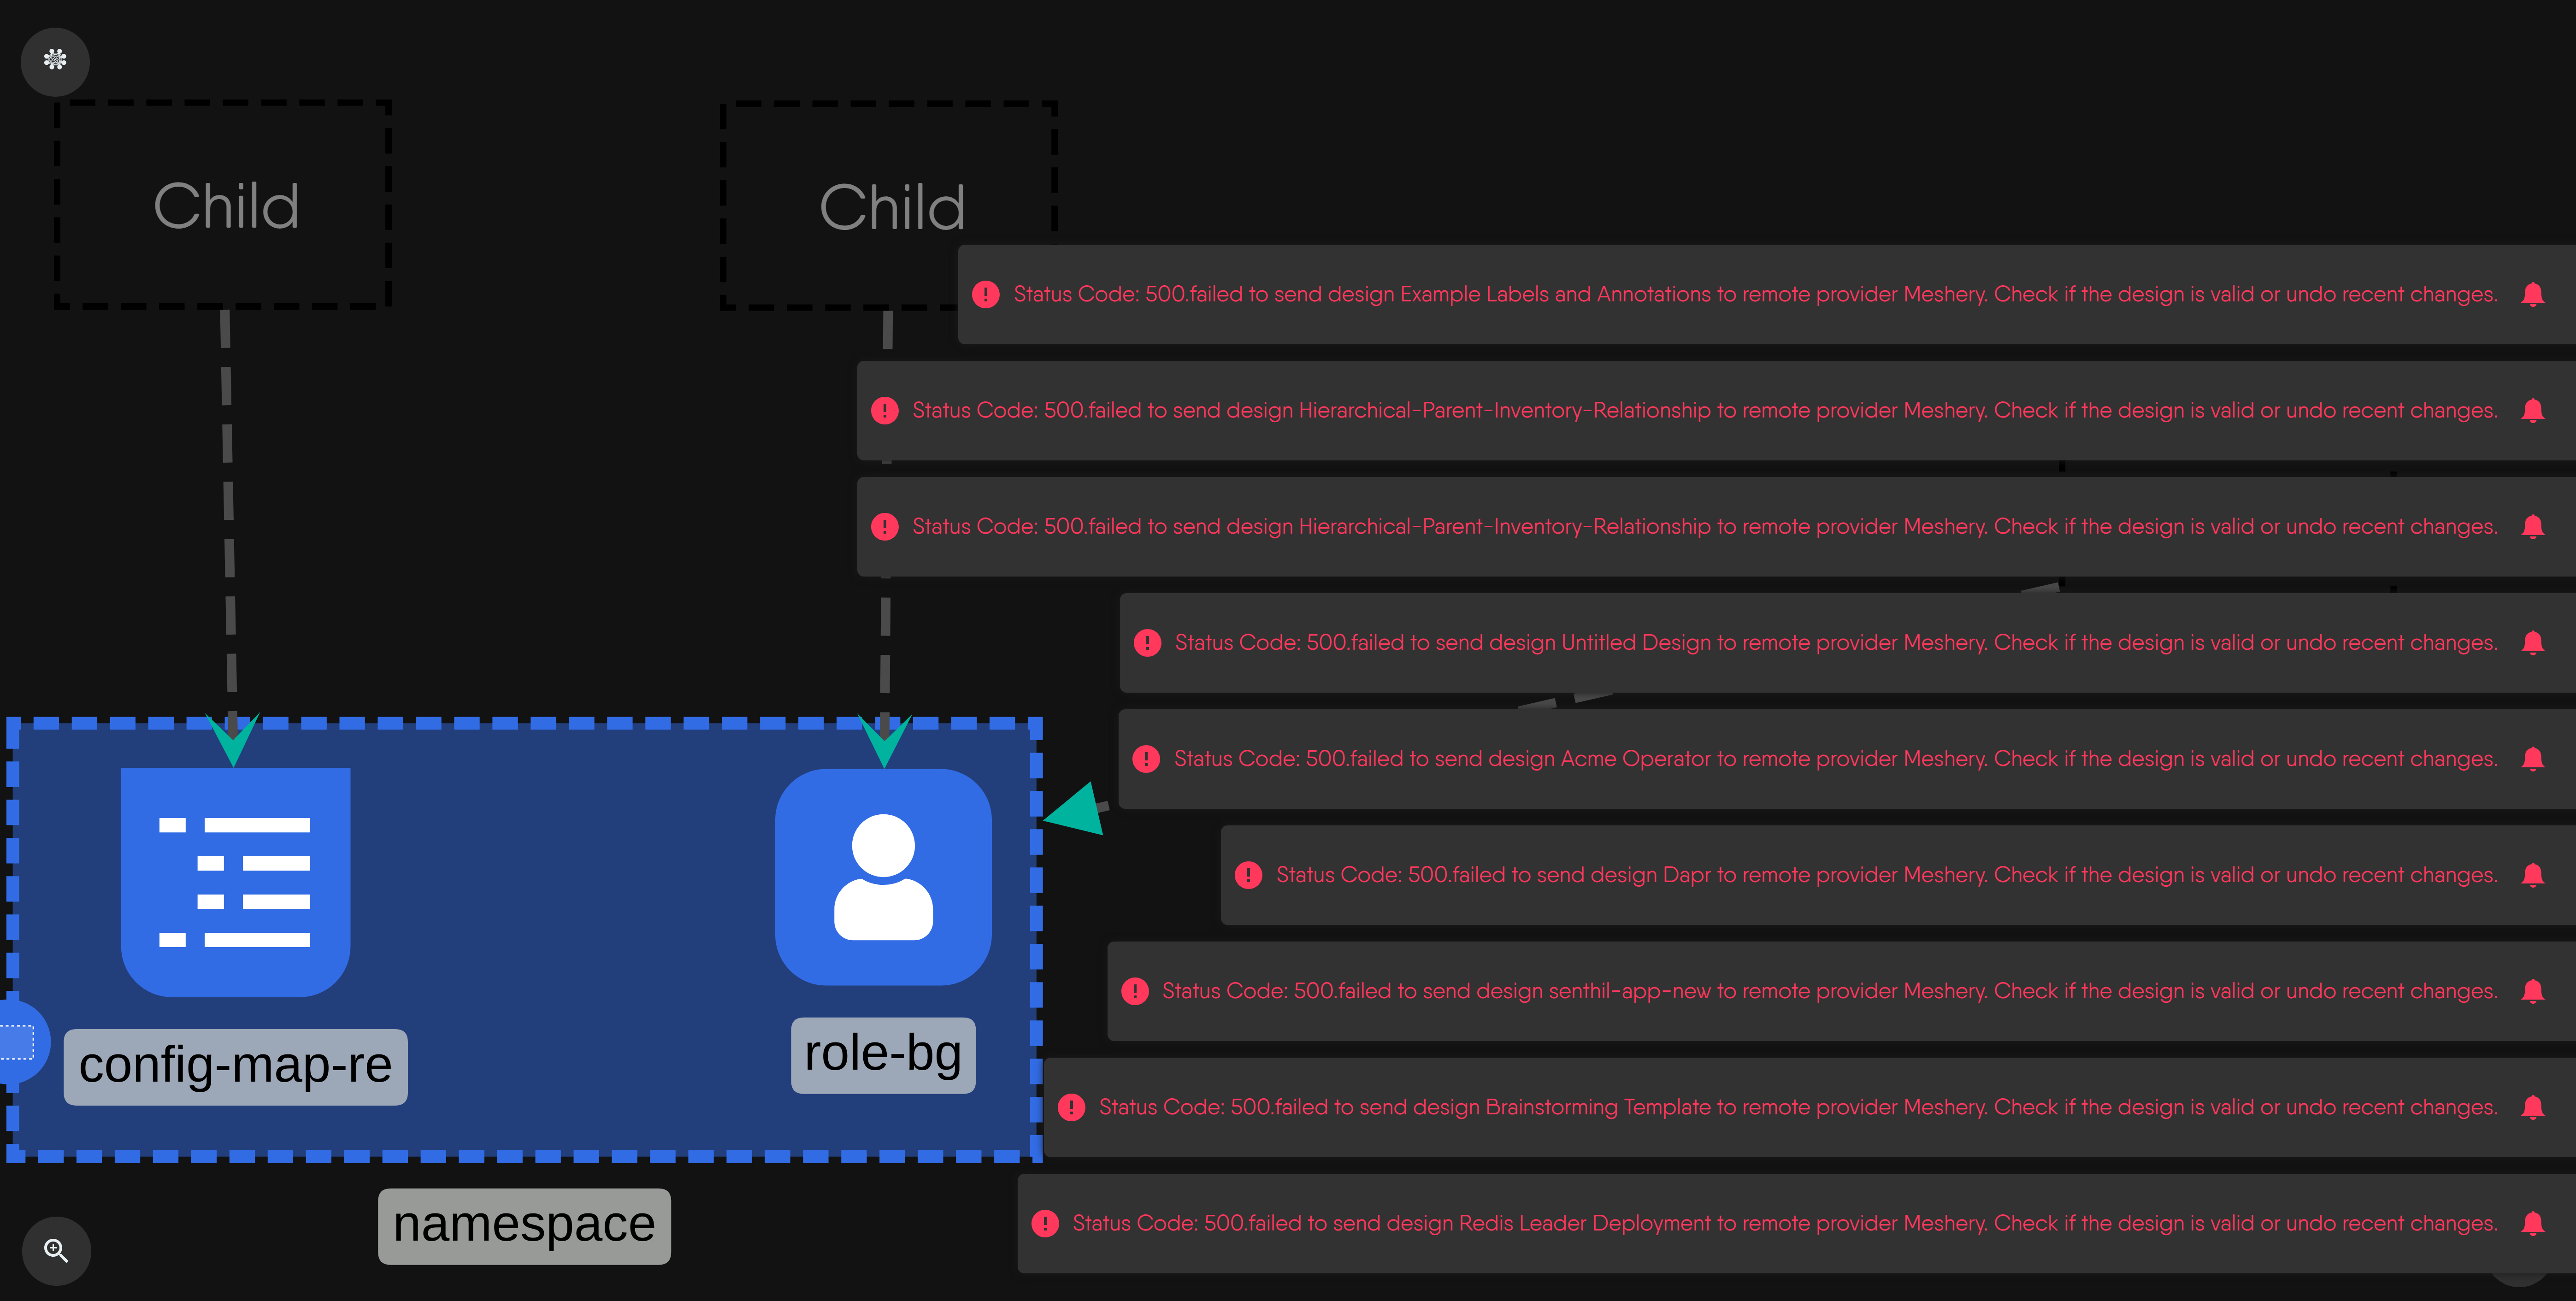 Child
Child
Status Code: 500.failed to send design Example Labels and Annotations to remote provider Meshery. Check if the design is valid or undo recent changes.
Status Code: 500.failed to send design Hierarchical-Parent-Inventory-Relationship to remote provider Meshery. Check if the design is valid or undo recent changes.
Status Code: 500.failed to send design Hierarchical-Parent-Inventory-Relationship to remote provider Meshery. Check if the design is valid or undo recent changes.
Status Code: 500.failed to send design Untitled Design to remote provider Meshery. Check if the design is valid or undo recent changes.
Status Code: 500.failed to send design Acme Operator to remote provider Meshery. Check if the design is valid or undo recent changes.
Status Code: 500.failed to send design Dapr to remote provider Meshery. Check if the design is valid or undo recent changes.
Status Code: 500.failed to send design senthil-app-new to remote provider Meshery. Check if the design is valid or undo recent changes.
Status Code: 500.failed to send design Brainstorming Template to remote provider Meshery. Check if the design is valid or undo recent changes.
Status Code: 500.failed to send design Redis Leader Deployment to remote provider Meshery. Check if the design is valid or undo recent changes.
config-map-re
role-bg
namespace